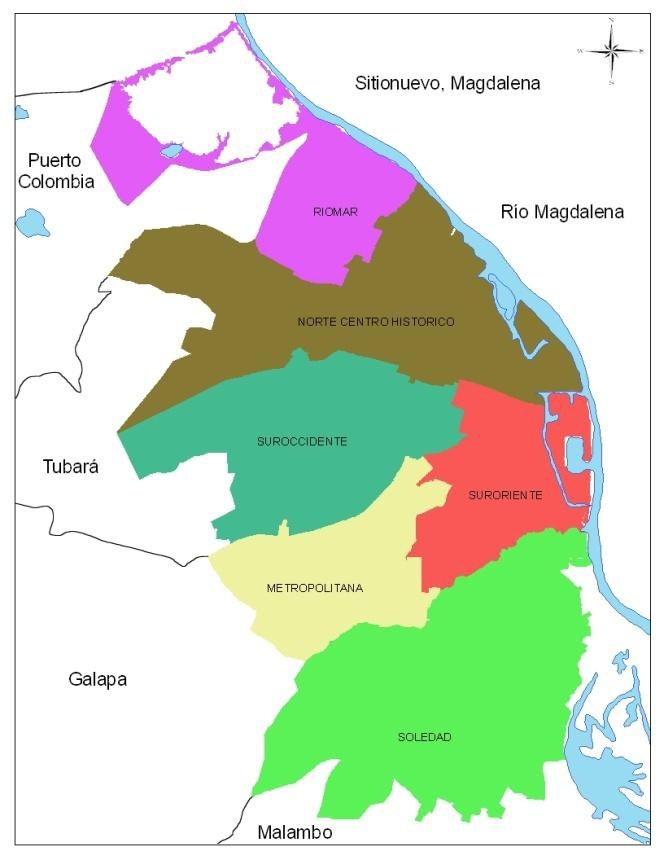 N
W E
S
Sitionuevo, Magdalena
Puerto
Colombia
Río Magdalena
RIOMAR
NORTE CENTRO HISTORICO
SUROCCIDENTE
Tubará
SURORIENTE
METROPOLITANA
Galapa
SOLEDAD
Malambo